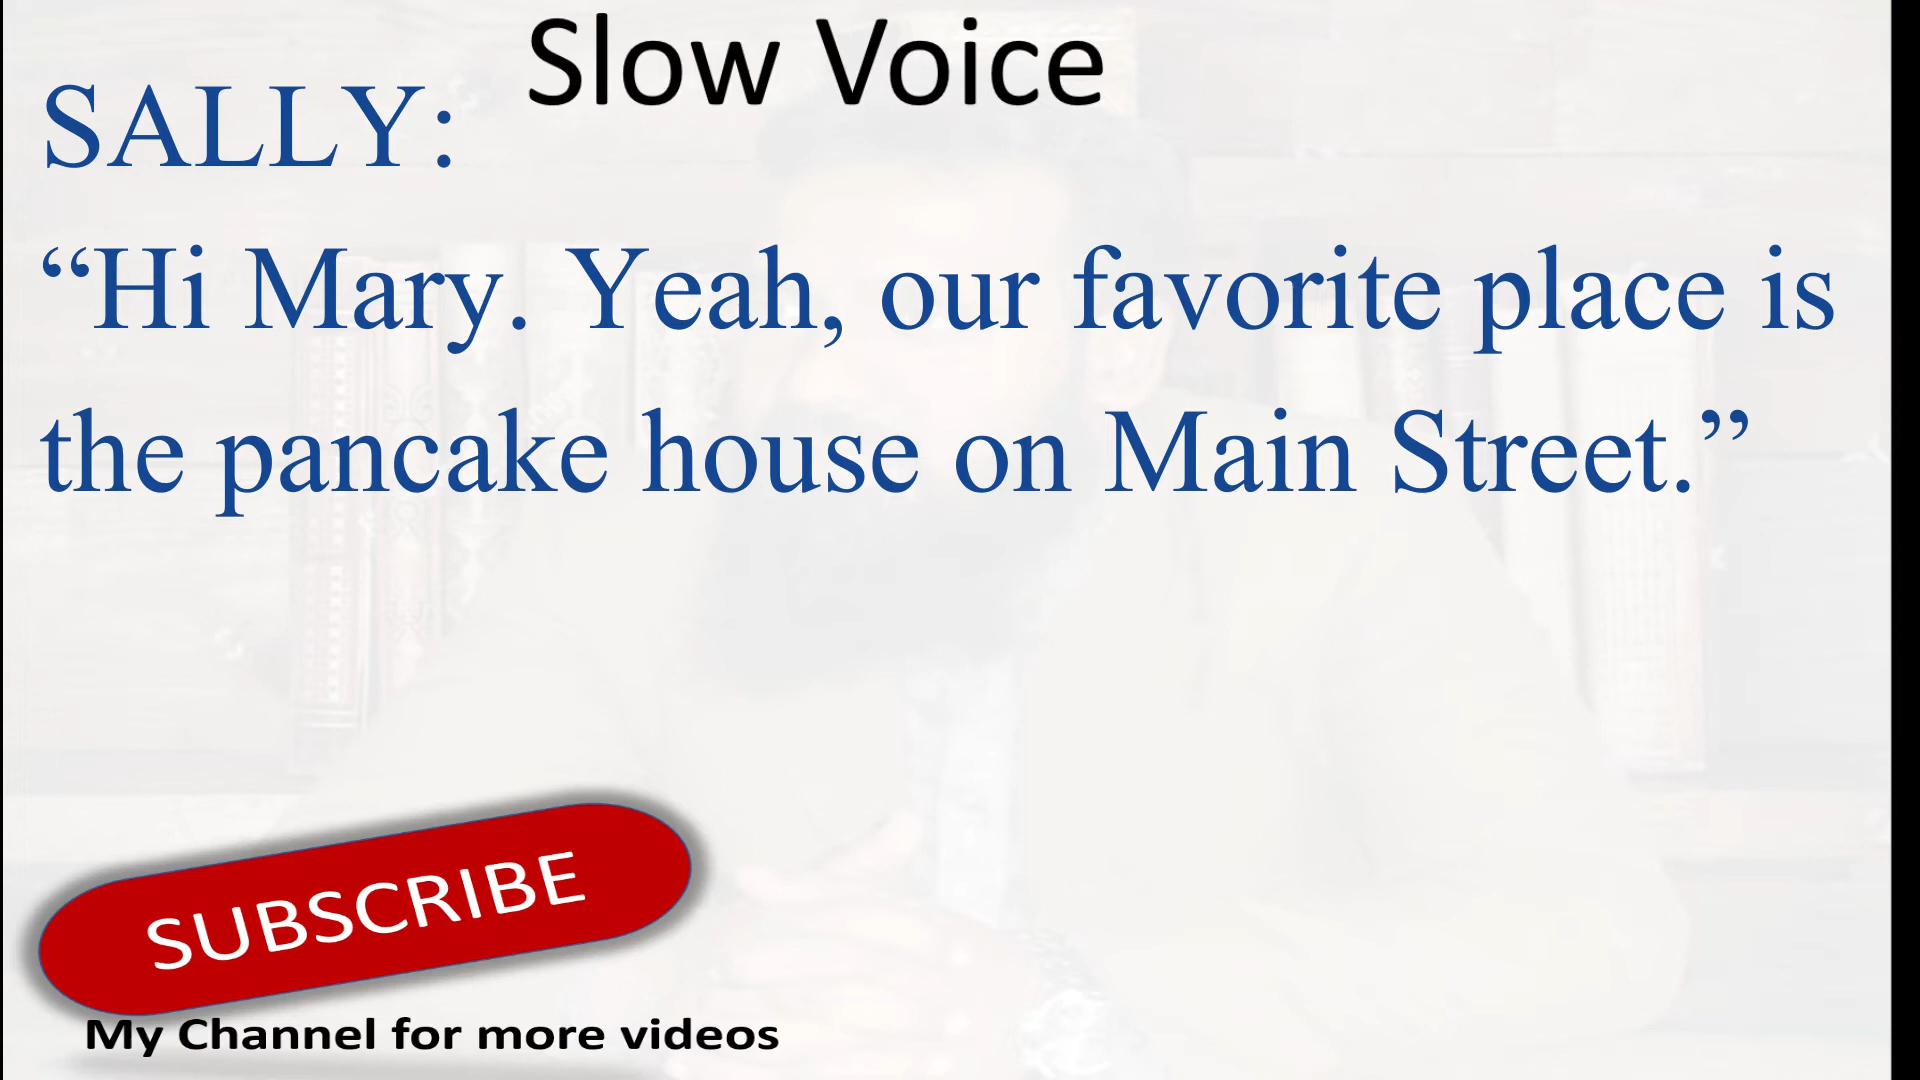 Slow Voice
SALLY:
“Hi Mary. Yeah, our favorite place is
the pancake house on Main Street.”
SUBSCRIBE
My Channel for more videos